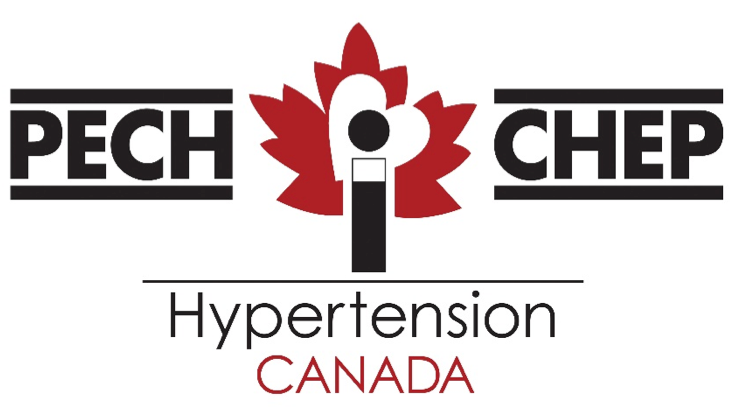 PECH CHEP
Hypertension
CANADA